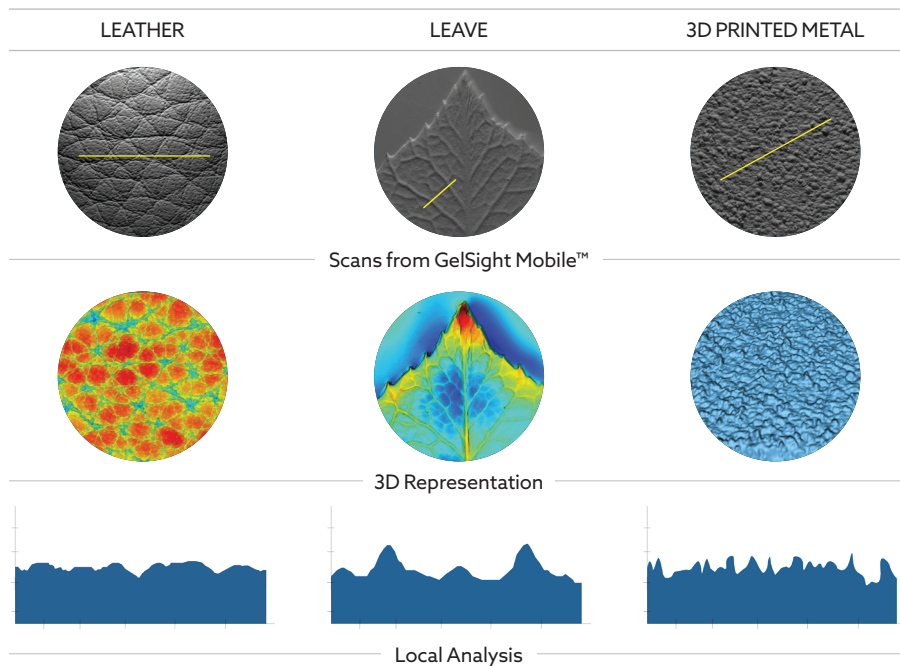 LEATHER
LEAVE
3D PRINTED METAL
Scans from GelSight Mobile™
3D Representation
Local Analysis